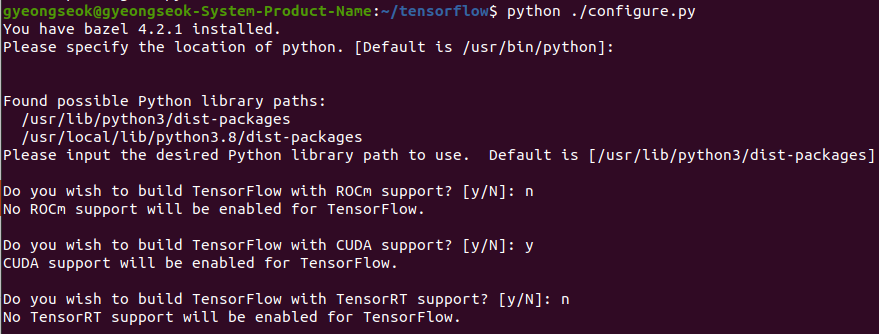 gyeongseok@gyeongseok-System-Product-Name:~/tensorflow$ python ./configure.py
You have bazel 4.2.1 installed.
Please specify the location of python. [Default is /usr/bin/python]:
Found possible Python library paths:
  /usr/lib/python3/dist-packages
  /usr/local/lib/python3.8/dist-packages
Please input the desired Python library path to use.  Default is [/usr/lib/python3/dist-packages]
Do you wish to build TensorFlow with ROCm support? [y/N]: n
No ROCm support will be enabled for TensorFlow.
Do you wish to build TensorFlow with CUDA support? [y/N]: y
CUDA support will be enabled for TensorFlow.
Do you wish to build TensorFlow with TensorRT support? [y/N]: n
No TensorRT support will be enabled for TensorFlow.